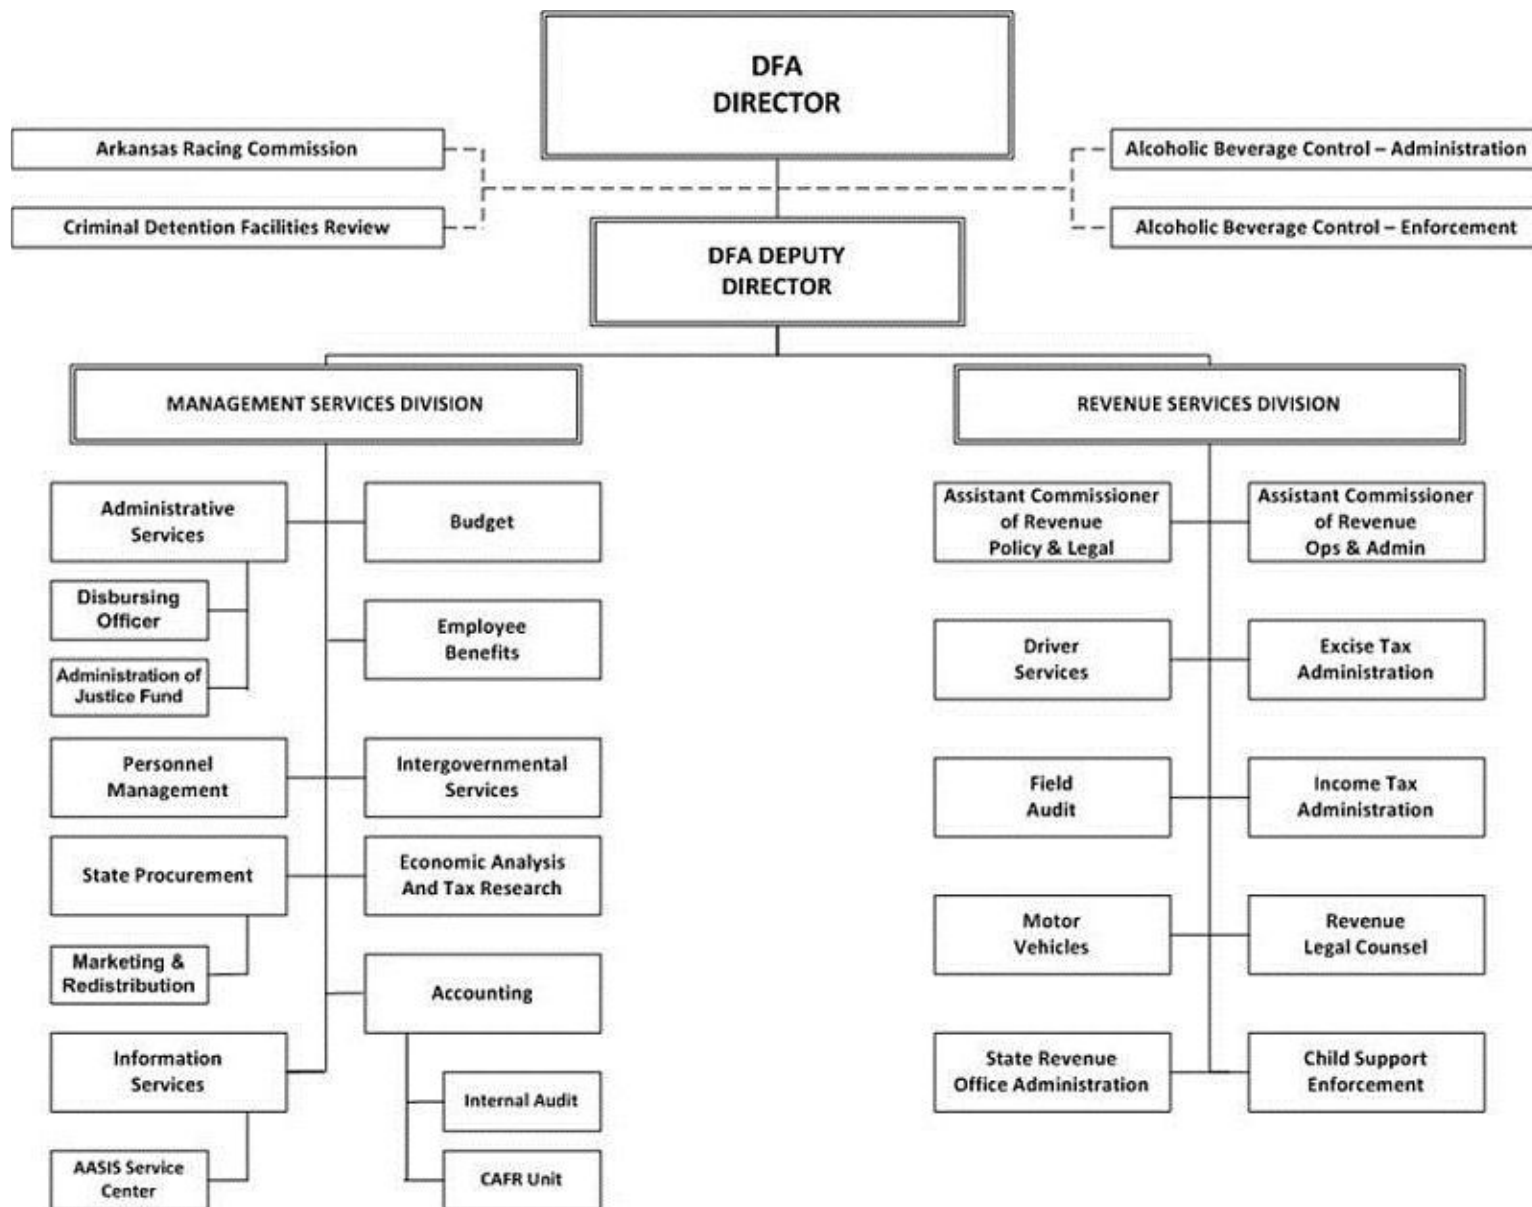 DFA
DIRECTOR
Arkansas Racing Commission
Alcoholic Beverage Control – Administration
Criminal Detention Facilities Review
Alcoholic Beverage Control – Enforcement
DFA DEPUTY
DIRECTOR
MANAGEMENT SERVICES DIVISION
REVENUE SERVICES DIVISION
Administrative
Services
Budget
Disbursing
Officer
Employee
Benefits
Administration of
Justice Fund
Personnel
Management
Intergovernmental
Services
State Procurement
Economic Analysis
And Tax Research
Marketing &
Redistribution
Accounting
Information
Services
Internal Audit
AASIS Service
Center
CAFR Unit
Assistant Commissioner
of Revenue
Policy & Legal
Assistant Commissioner
of Revenue
Ops & Admin
Driver
Services
Excise Tax
Administration
Field
Audit
Income Tax
Administration
Motor
Vehicles
Revenue
Legal Counsel
State Revenue
Office Administration
Child Support
Enforcement